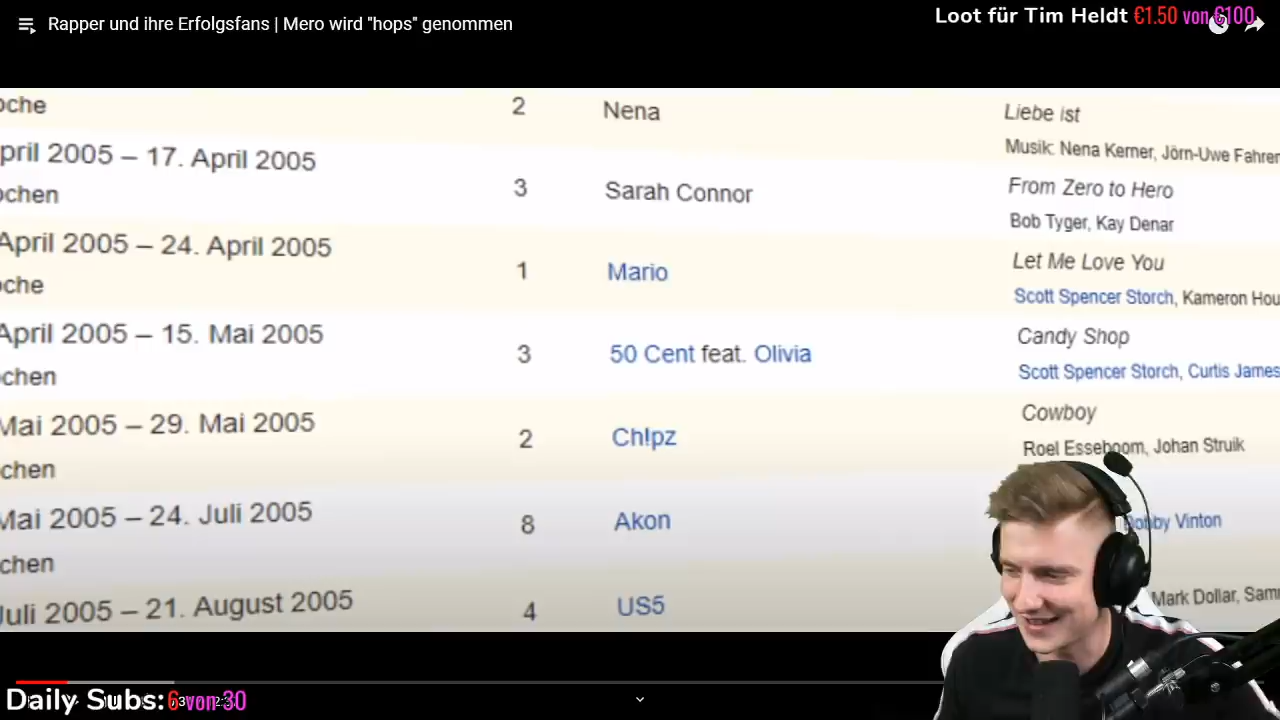 Rapper und ihre Erfolgsfans | Mero wird "hops" genommen
Loot für Tim Heldt €1.50 von €100
oche
2
Nena
Liebe ist
Musik: Nena Kerner, Jörn-Uwe Fahren
pril 2005 – 17. April 2005
ochen
3
Sarah Connor
From Zero to Hero
Bob Tyger, Kay Denar
April 2005 – 24. April 2005
oche
1
Mario
Let Me Love You
Scott Spencer Storch, Kameron Hou
April 2005 – 15. Mai 2005
ochen
3
50 Cent feat. Olivia
Candy Shop
Scott Spencer Storch, Curtis James
Mai 2005 – 29. Mai 2005
chen
2
Ch!pz
Cowboy
Roel Esseboom, Johan Struik
Mai 2005 – 24. Juli 2005
chen
8
Akon
Bobby Vinton
Juli 2005 – 21. August 2005
4
US5
Mark Dollar, Sam
Daily Subs: 6 von 30